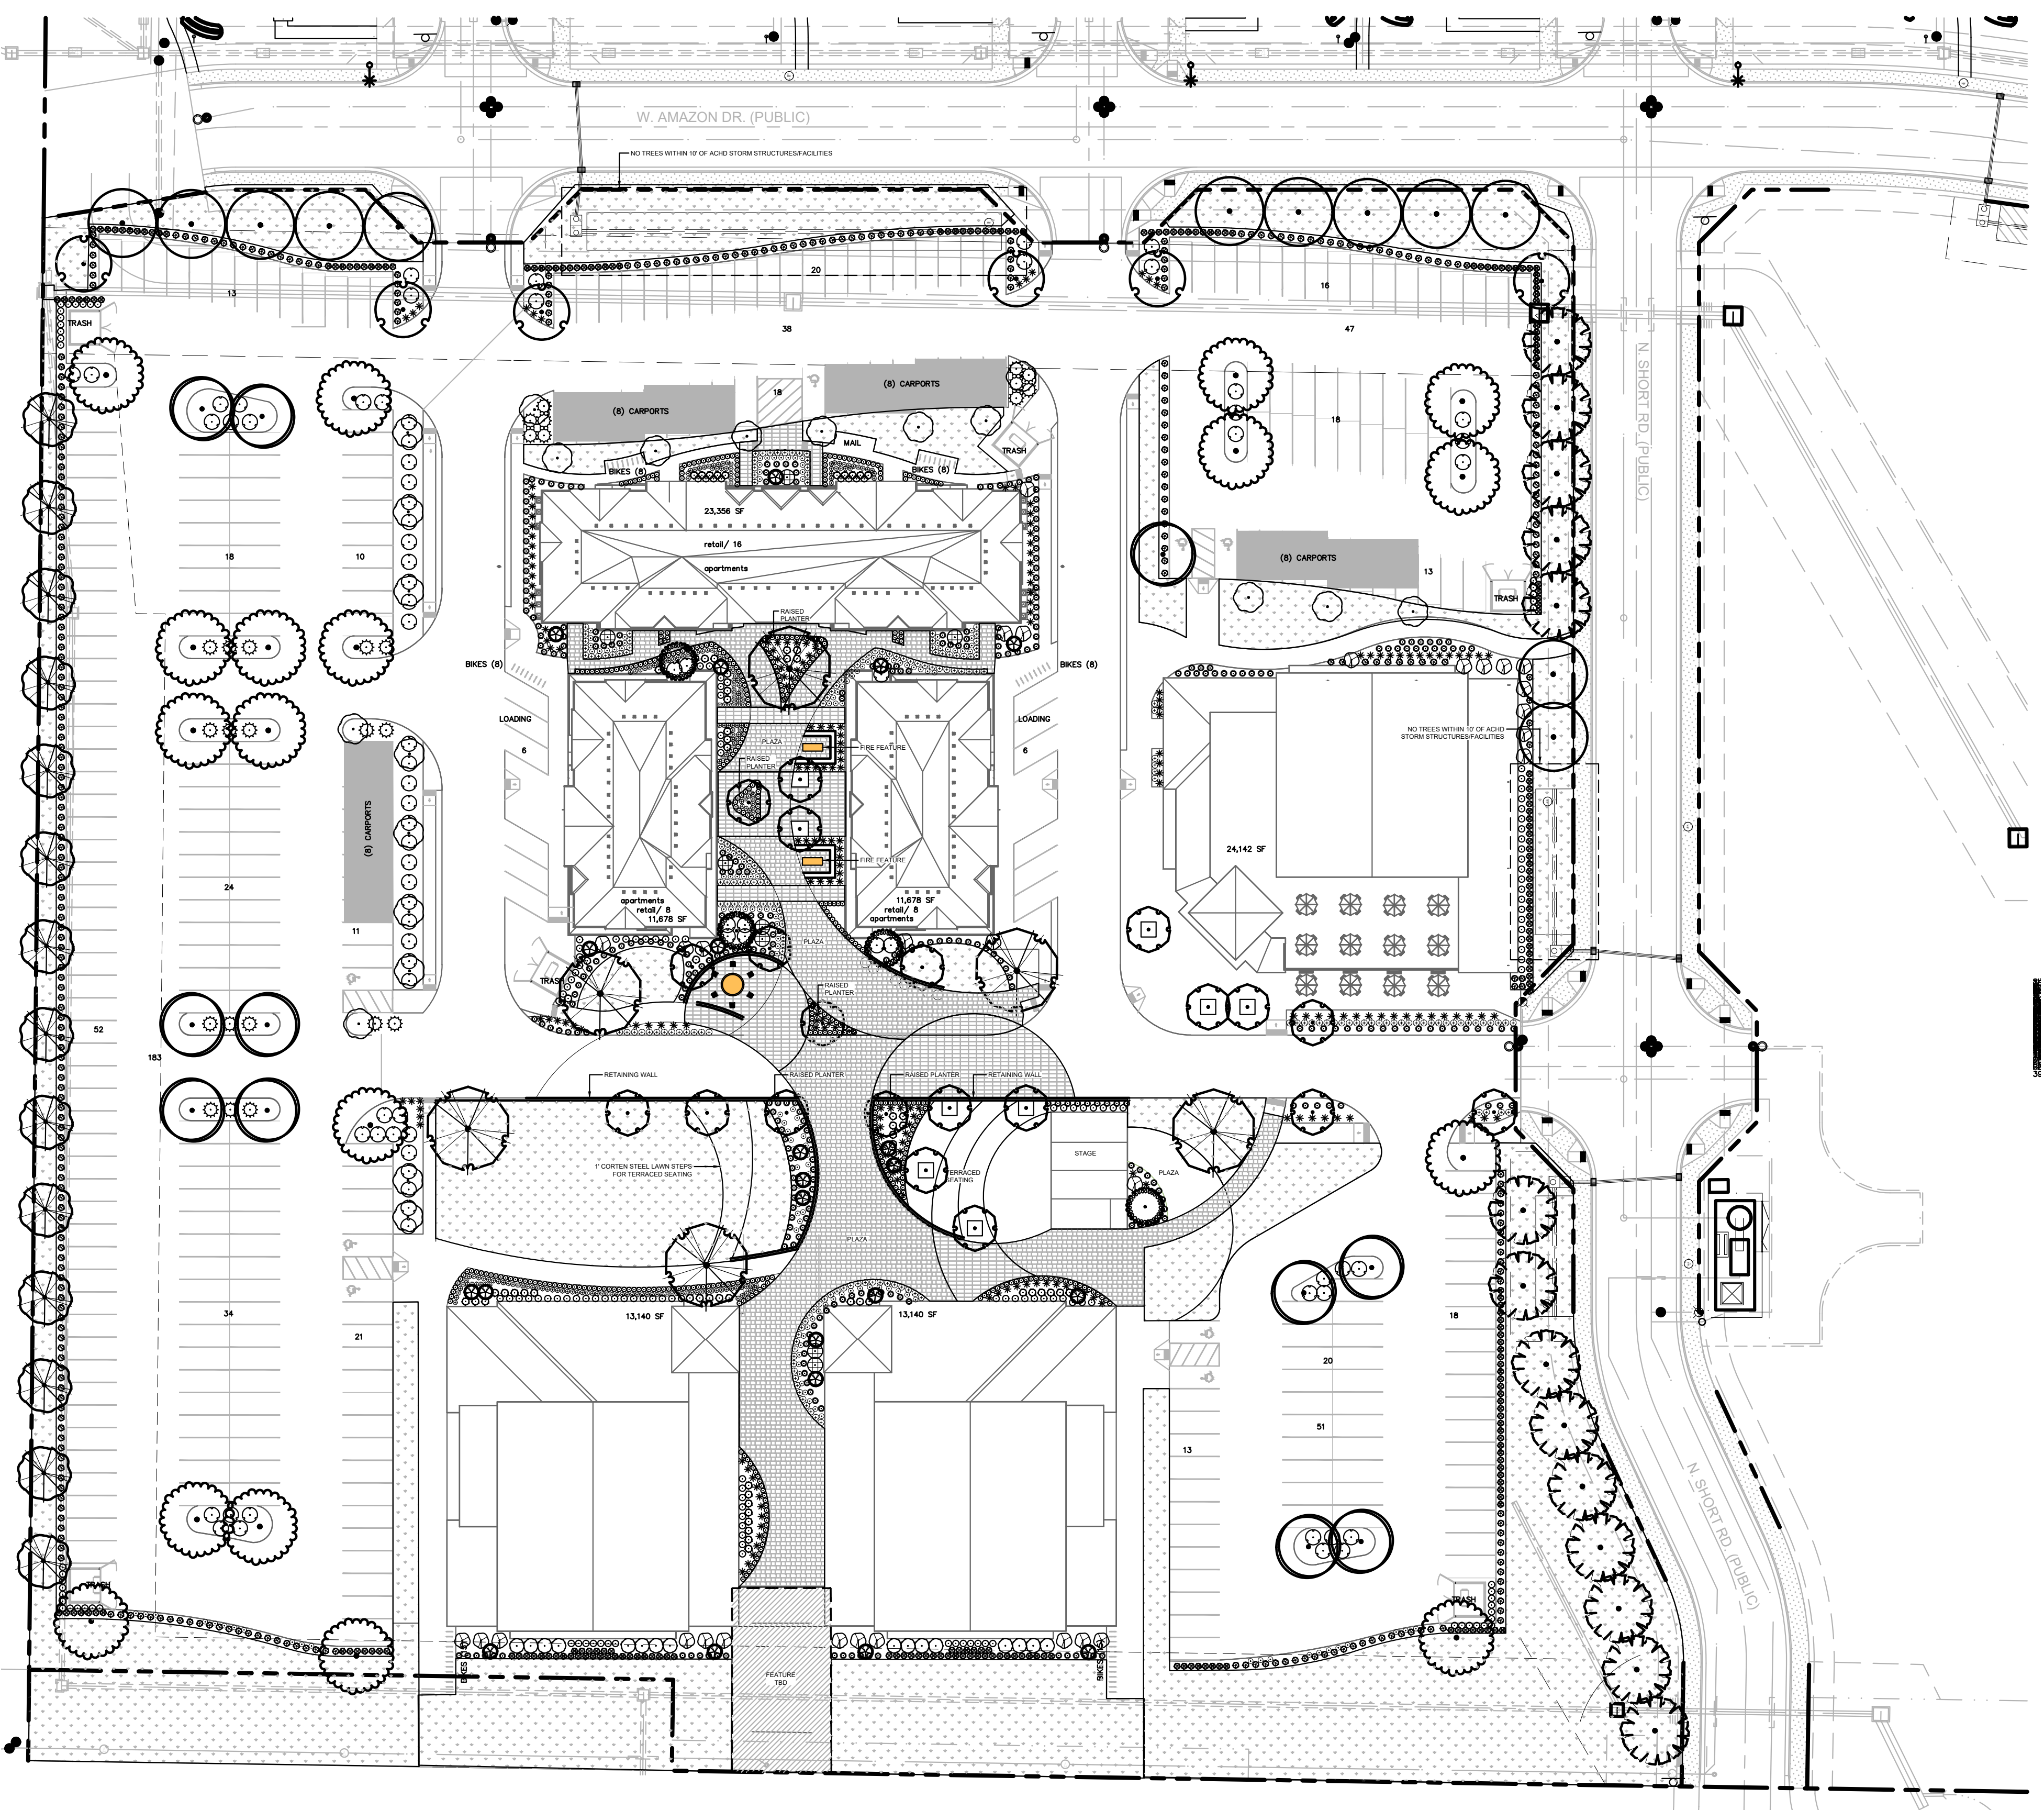 W. AMAZON DR. (PUBLIC)
NO TREES WITHIN 10' OF ACHD STORM STRUCTURES/FACILITIES
13
20
16
TRASH
38
47
N. SHORT RD. (PUBLIC)
(8) CARPORTS
18
(8) CARPORTS
18
MAIL
TRASH
BIKES (8)
BIKES (8)
23,356 SF
retail/ 16
apartments
18
10
(8) CARPORTS
13
TRASH
RAISED
PLANTER
BIKES (8)
BIKES (8)
LOADING
6
LOADING
6
PLAZA
FIRE FEATURE
RAISED
PLANTER
NO TREES WITHIN 10' OF ACHD
STORM STRUCTURES/FACILITIES
(8) CARPORTS
24
11
FIRE FEATURE
24,142 SF
apartments
retail/ 8
11,678 SF
11,678 SF
retail/ 8
apartments
PLAZA
TRASH
RAISED
PLANTER
52
183
RETAINING WALL
RAISED PLANTER
RAISED PLANTER
RETAINING WALL
1' CORTEN STEEL LAWN STEPS
FOR TERRACED SEATING
TERRACED
SEATING
STAGE
PLAZA
PLAZA
34
21
13,140 SF
13,140 SF
18
20
51
13
N. SHORT RD. (PUBLIC)
TRASH
TRASH
FEATURE
TBD